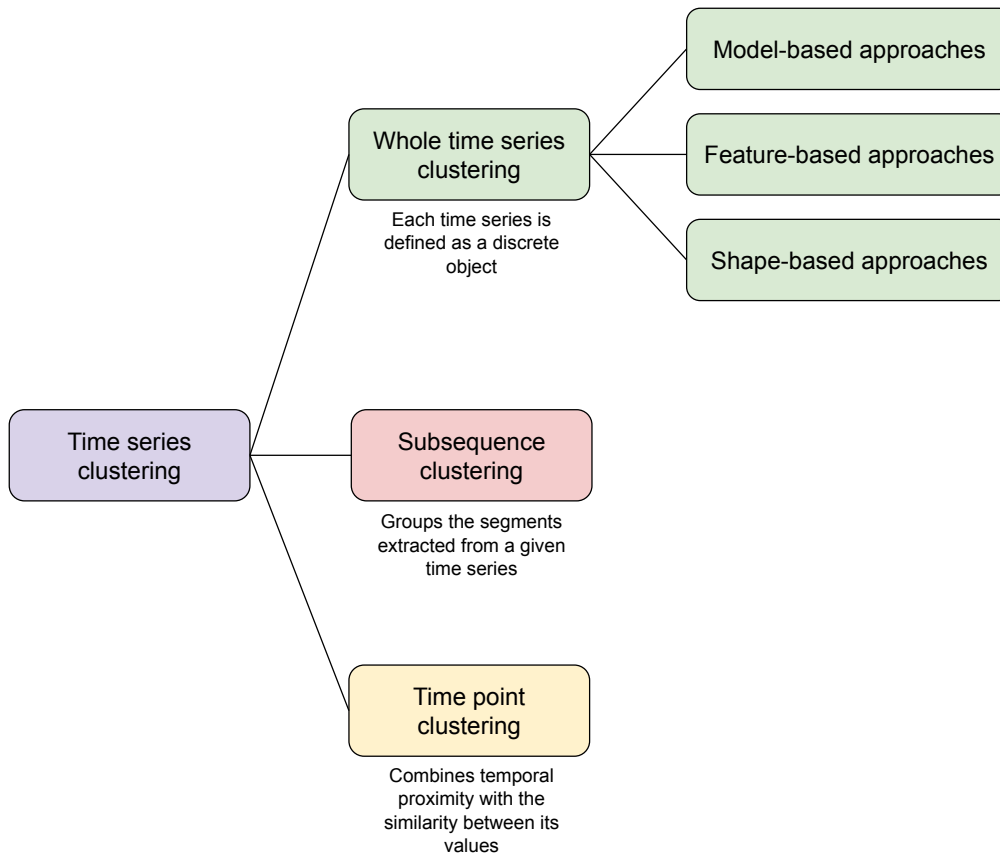 Model-based approaches
Whole time series
clustering
Feature-based approaches
Each time series is
defined as a discrete
object
Shape-based approaches
Time series
clustering
Subsequence
clustering
Groups the segments
extracted from a given
time series
Time point
clustering
Combines temporal
proximity with the
similarity between its
values